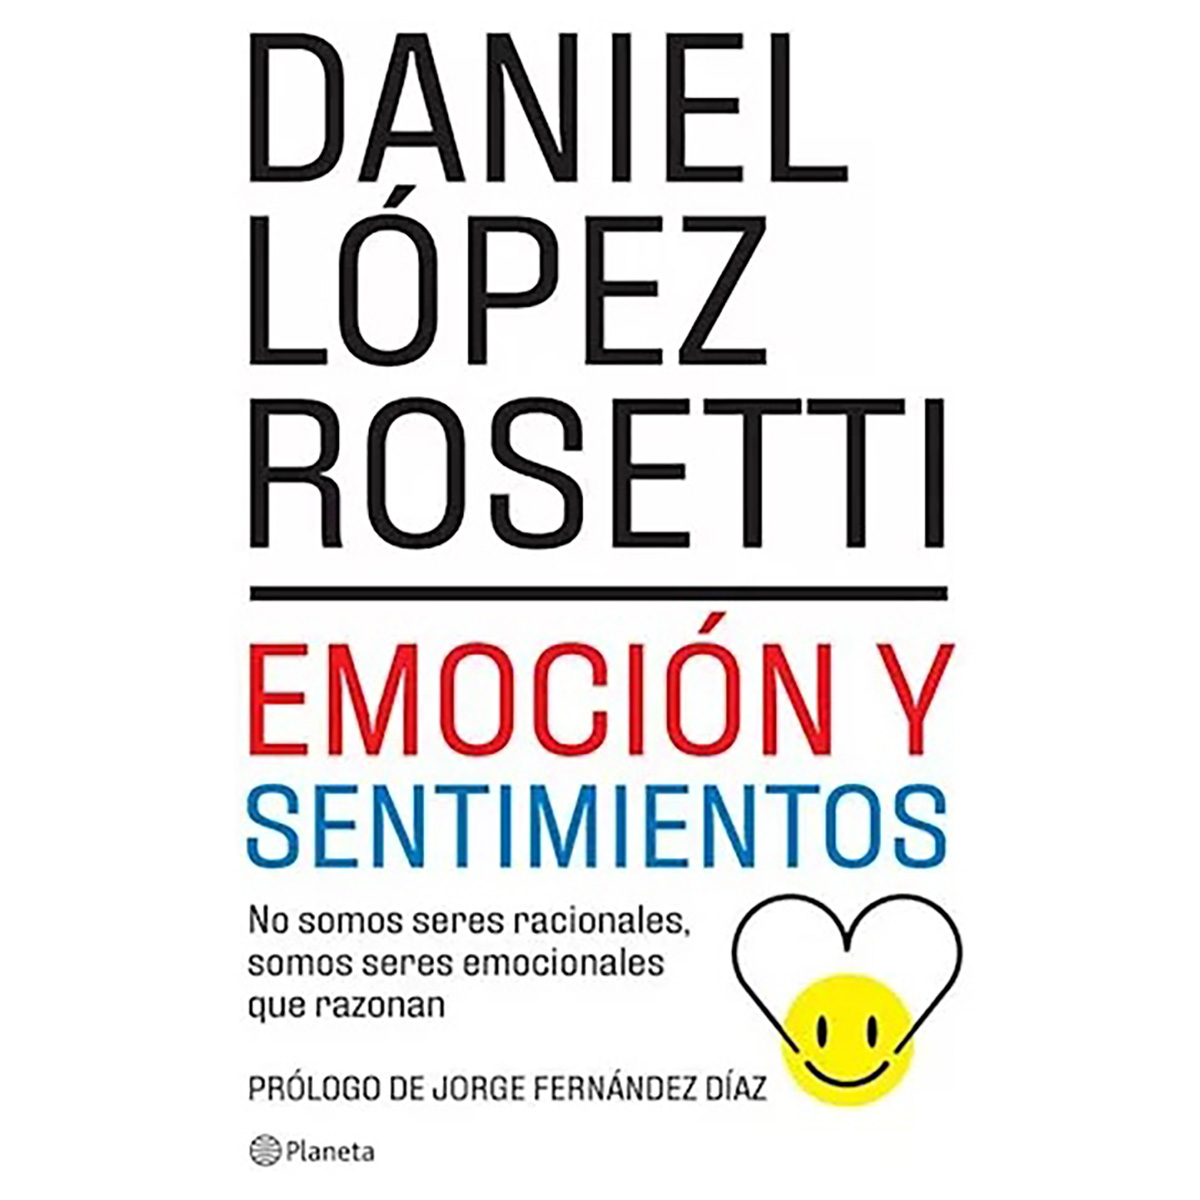 DANIEL
LÓPEZ
ROSETTI
EMOCIÓN Y
SENTIMIENTOS
No somos seres racionales,
somos seres emocionales
que razonan
PRÓLOGO DE JORGE FERNÁNDEZ DÍAZ
Planeta